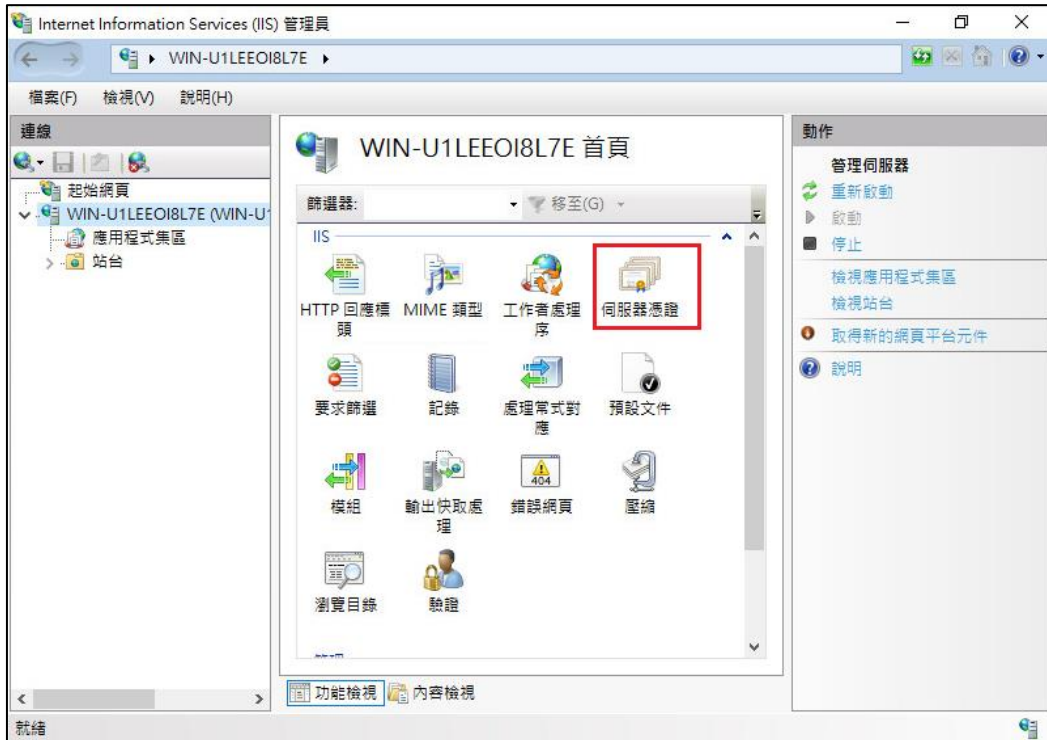 Internet Information Services (IIS) 管理員
WIN-U1LEEOI8L7E
檔案(F) 檢視(V) 說明(H)
連線
起始網頁
WIN-U1LEEOI8L7E (WIN-U1
應用程式集區
站台
WIN-U1LEEOI8L7E 首頁
篩選器: 移至(G)
IIS
HTTP 回應標
頭
MIME 類型
工作者處理
序
伺服器憑證
要求篩選
記錄
處理常式對
應
預設文件
模組
輸出快取處
理
404
錯誤網頁
壓縮
瀏覽目錄
驗證
功能檢視 內容檢視
動作
管理伺服器
重新啟動
啟動
停止
檢視應用程式集區
檢視站台
取得新的網頁平台元件
說明
就緒